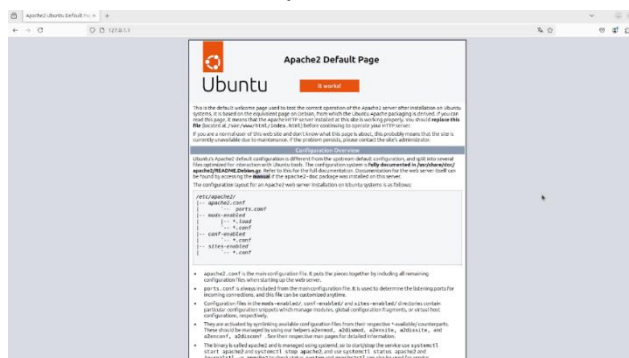 Apache2 Ubuntu Default Pa
127.0.1.1
Apache2 Default Page
Ubuntu
It works!
This is the default welcome page used to test the correct operation of the Apache2 server after installation on Ubuntu
systems. It is based on the equivalent page on Debian, from which the Ubuntu Apache packaging is derived. If you can
read this page, it means that the Apache HTTP server installed at this site is working properly. You should replace this
file (located at /var/www/html/index.html) before continuing to operate your HTTP server.
If you are a normal user of this web site and don't know what this page is about, this probably means that the site is
currently unavailable due to maintenance. If the problem persists, please contact the site's administrator.
Configuration Overview
Ubuntu's Apache2 default configuration is different from the upstream default configuration, and split into several
files optimized for interaction with Ubuntu tools. The configuration system is fully documented in /usr/share/doc/
apache2/README.Debian.gz. Refer to this for the full documentation. Documentation for the web server itself can
be found by accessing the manual if the apache2-doc package was installed on this server.
The configuration layout for an Apache2 web server installation on Ubuntu systems is as follows:
/etc/apache2/
|-- apache2.conf
|   `-- ports.conf
|-- mods-enabled
|   |-- *.load
|   `-- *.conf
|-- conf-enabled
|   `-- *.conf
|-- sites-enabled
|   `-- *.conf
apache2.conf is the main configuration file. It puts the pieces together by including all remaining
configuration files when starting up the web server.
ports.conf is always included from the main configuration file. It is used to determine the listening ports for
incoming connections, and this file can be customized anytime.
Configuration files in the mods-enabled/, conf-enabled/ and sites-enabled/ directories contain
particular configuration snippets which manage modules, global configuration fragments, or virtual host
configurations, respectively.
They are activated by symlinking available configuration files from their respective *-available/ counterparts.
These should be managed by using our helpers a2enmod, a2dismod, a2ensite, a2dissite, and
a2enconf, a2disconf . See their respective man pages for detailed information.
The binary is called apache2 and is managed using systemd, so to start/stop the service use systemctl
start apache2 and systemctl stop apache2, and use systemctl status apache2 and